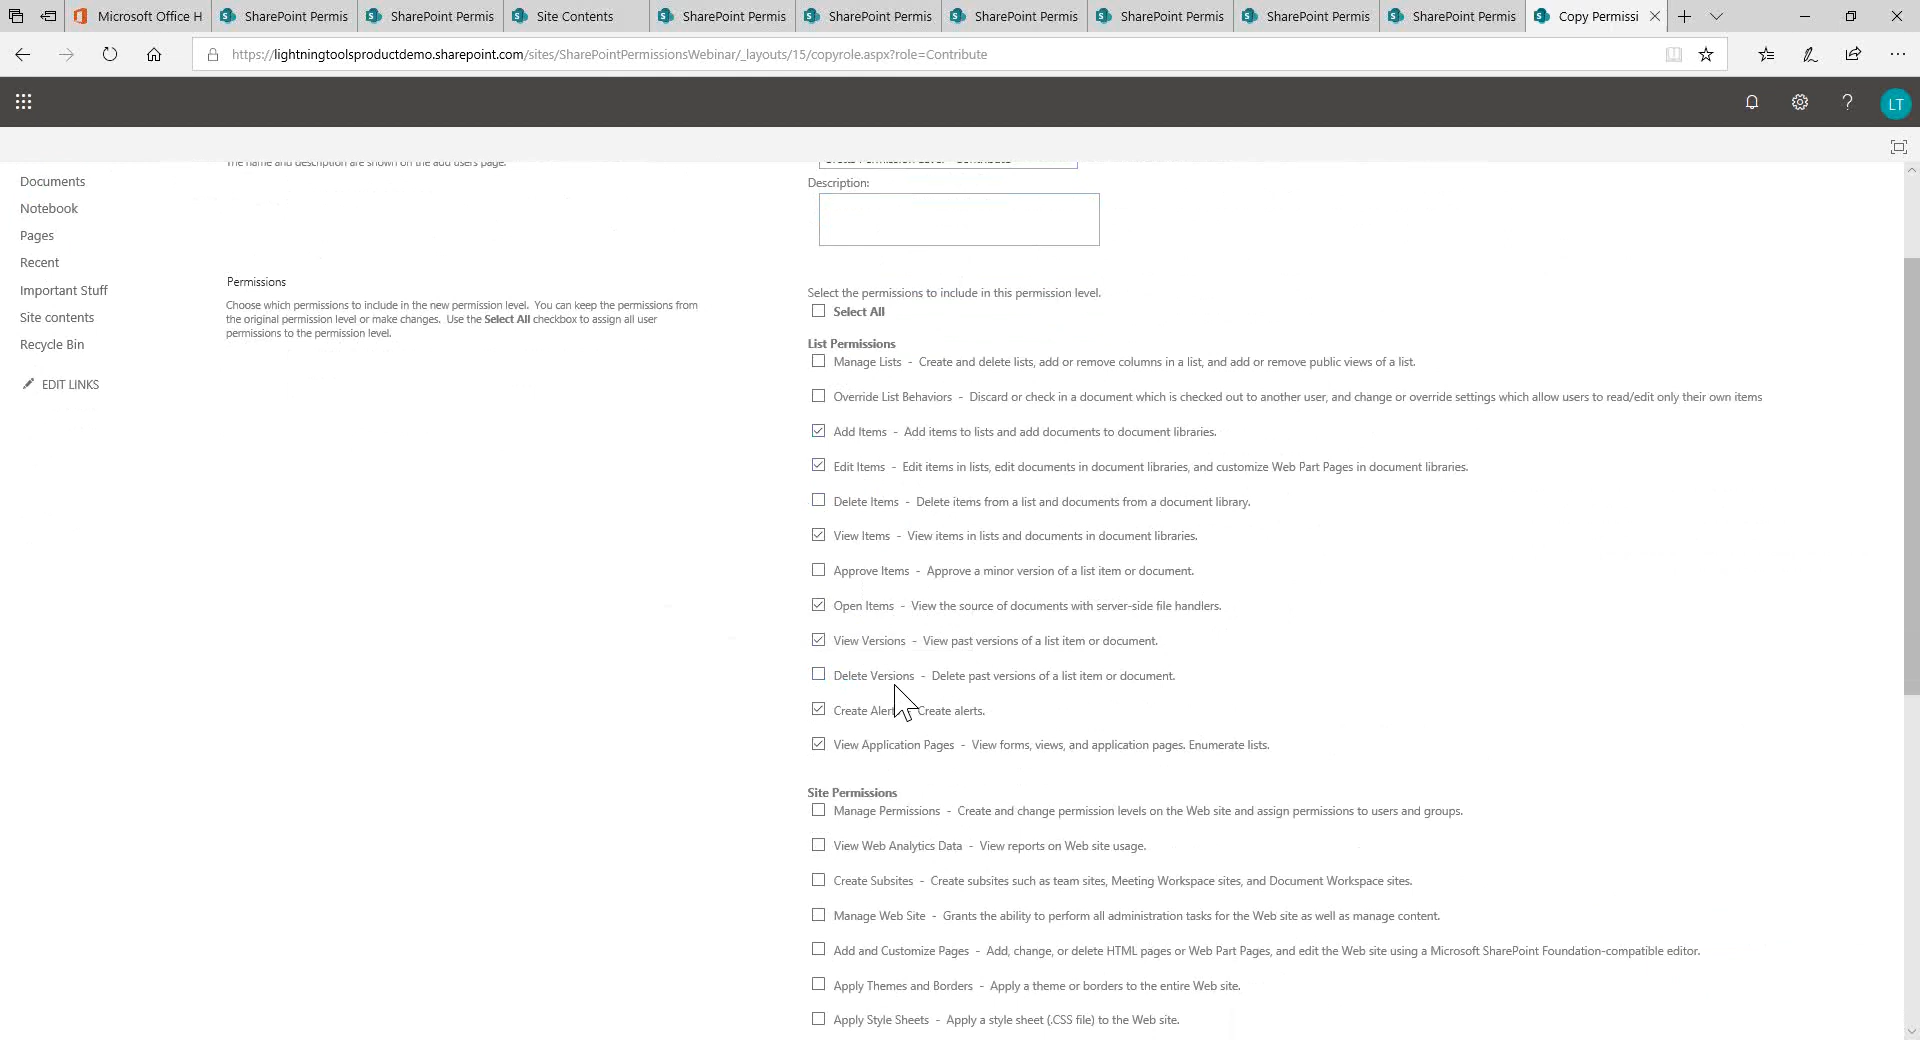 Microsoft Office H
SharePoint Permis
SharePoint Permis
Site Contents
SharePoint Permis
SharePoint Permis
SharePoint Permis
SharePoint Permis
SharePoint Permis
SharePoint Permis
Copy Permissi
https://lightningtoolsproductdemo.sharepoint.com/sites/SharePointPermissionsWebinar/_layouts/15/copyrole.aspx?role=Contribute
LT
Documents
Notebook
Pages
Recent
Important Stuff
Site contents
Recycle Bin
EDIT LINKS
The name and description are shown on the add users page.
Description:
Permissions
Choose which permissions to include in the new permission level. You can keep the permissions from
the original permission level or make changes. Use the Select All checkbox to assign all user
permissions to the permission level.
Select the permissions to include in this permission level.
Select All
List Permissions
Manage Lists - Create and delete lists, add or remove columns in a list, and add or remove public views of a list.
Override List Behaviors - Discard or check in a document which is checked out to another user, and change or override settings which allow users to read/edit only their own items
Add Items - Add items to lists and add documents to document libraries.
Edit Items - Edit items in lists, edit documents in document libraries, and customize Web Part Pages in document libraries.
Delete Items - Delete items from a list and documents from a document library.
View Items - View items in lists and documents in document libraries.
Approve Items - Approve a minor version of a list item or document.
Open Items - View the source of documents with server-side file handlers.
View Versions - View past versions of a list item or document.
Delete Versions - Delete past versions of a list item or document.
Create Alert Create alerts.
View Application Pages - View forms, views, and application pages. Enumerate lists.
Site Permissions
Manage Permissions - Create and change permission levels on the Web site and assign permissions to users and groups.
View Web Analytics Data - View reports on Web site usage.
Create Subsites - Create subsites such as team sites, Meeting Workspace sites, and Document Workspace sites.
Manage Web Site - Grants the ability to perform all administration tasks for the Web site as well as manage content.
Add and Customize Pages - Add, change, or delete HTML pages or Web Part Pages, and edit the Web site using a Microsoft SharePoint Foundation-compatible editor.
Apply Themes and Borders - Apply a theme or borders to the entire Web site.
Apply Style Sheets - Apply a style sheet (.CSS file) to the Web site.